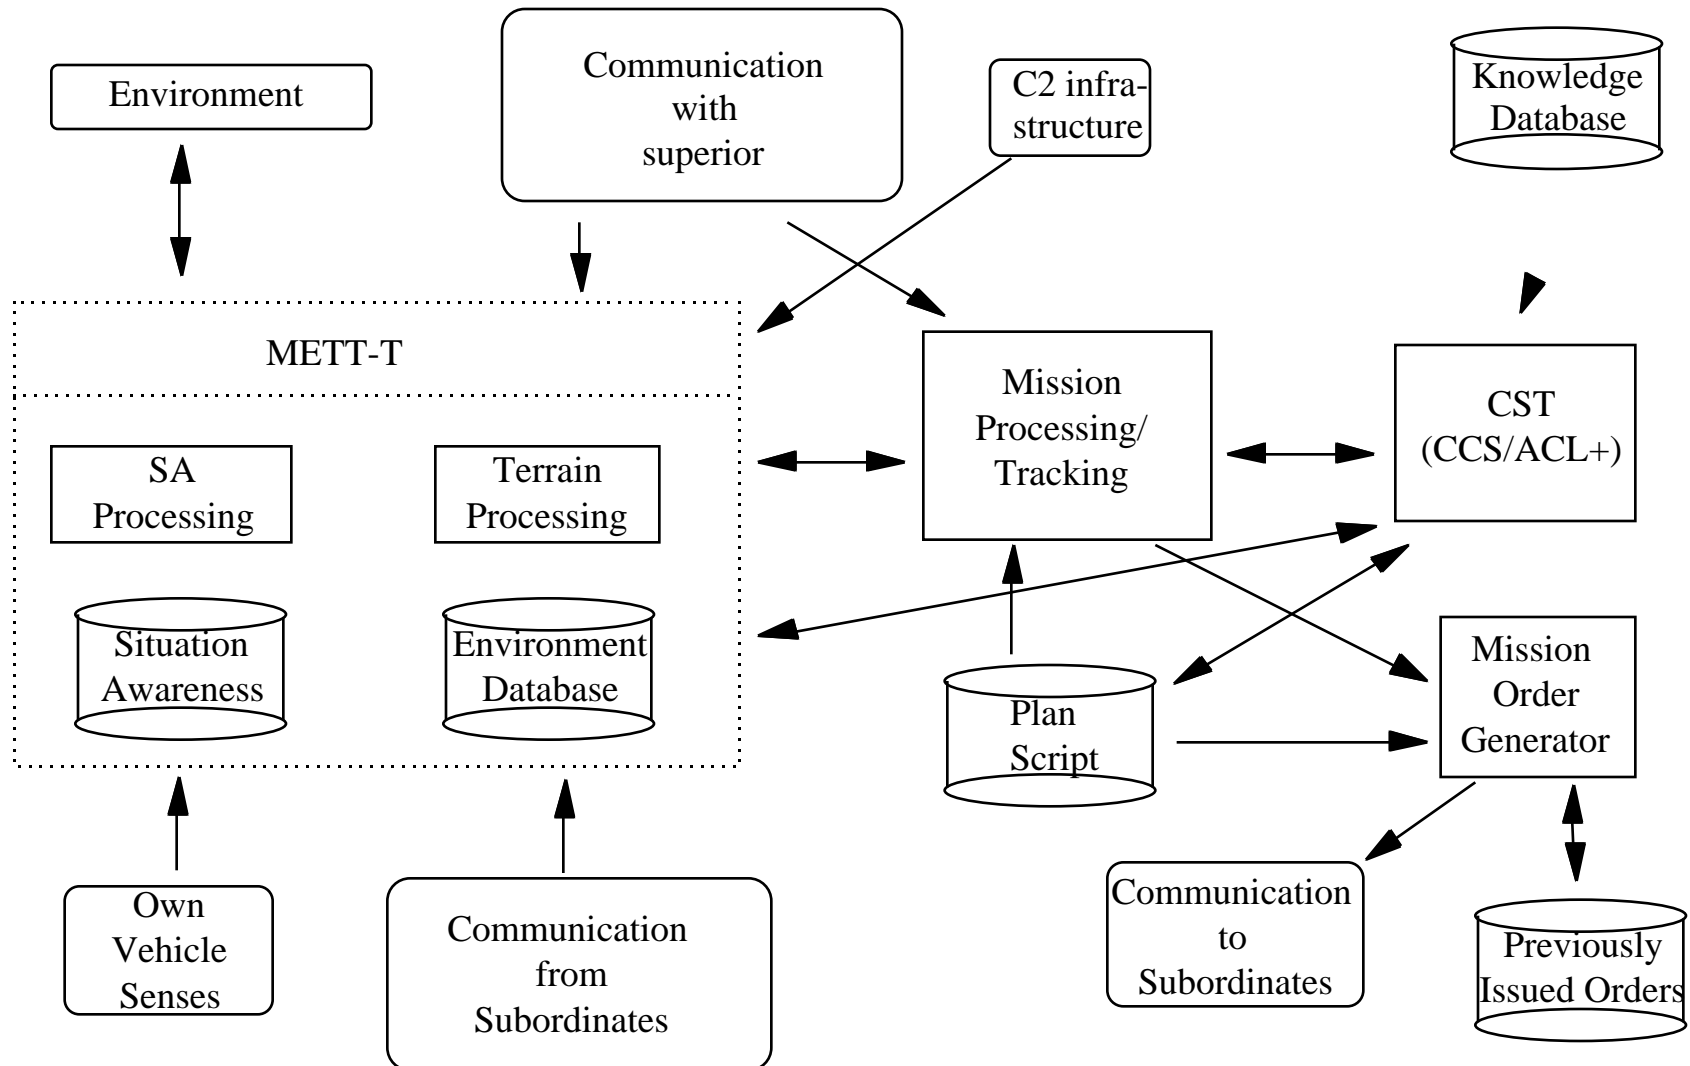 Environment
Communication
with
superior
C2 infra-
structure
Knowledge
Database
METT-T
SA
Processing
Terrain
Processing
Situation
Awareness
Environment
Database
Mission
Processing/
Tracking
CST
(CCS/ACL+)
Plan
Script
Mission
Order
Generator
Own
Vehicle
Senses
Communication
from
Subordinates
Communication
to
Subordinates
Previously
Issued Orders